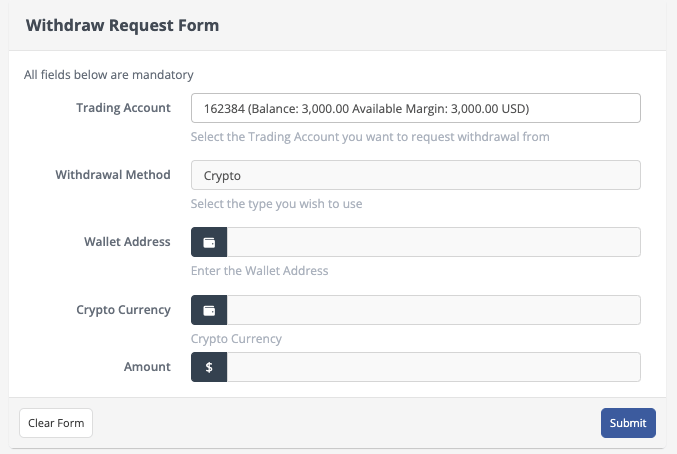 Withdraw Request Form
All fields below are mandatory
Trading Account
162384 (Balance: 3,000.00 Available Margin: 3,000.00 USD)
Select the Trading Account you want to request withdrawal from
Withdrawal Method
Crypto
Select the type you wish to use
Wallet Address
Enter the Wallet Address
Crypto Currency
Crypto Currency
Amount
$
Clear Form
Submit